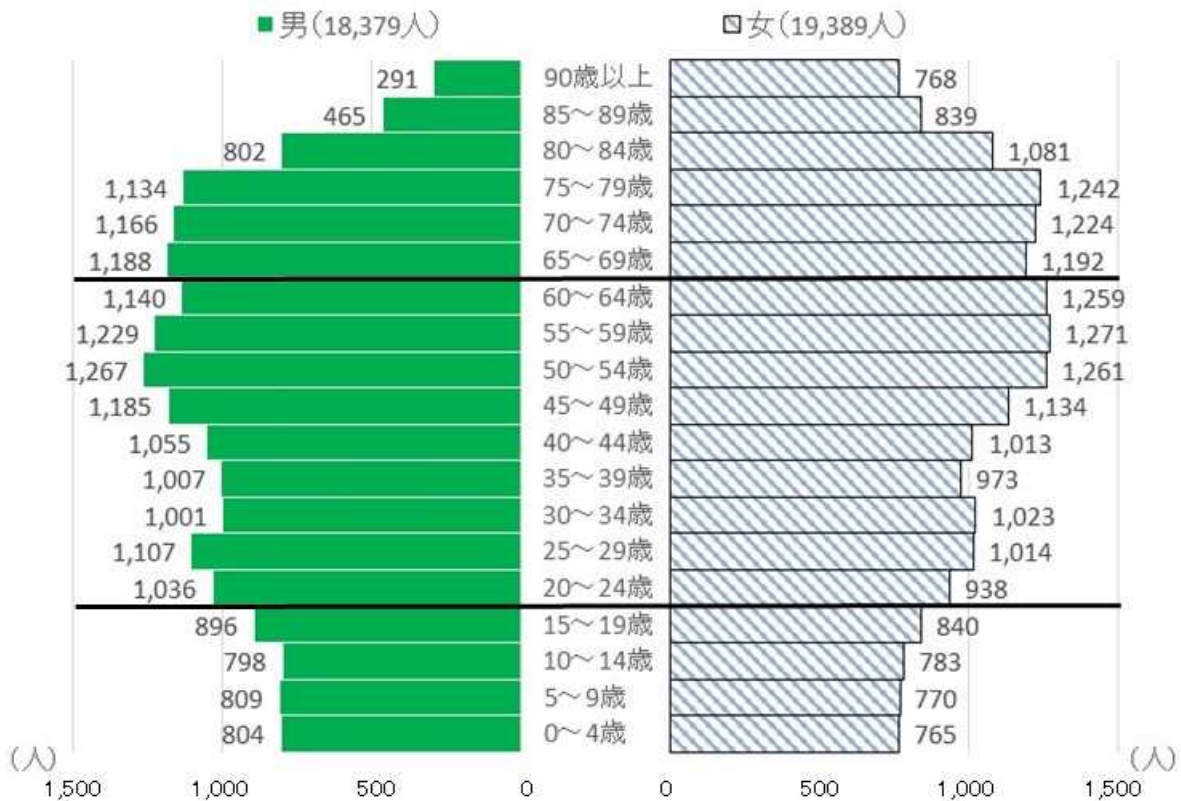 男(18,379人) 女(19,389人)
291 90歳以上 768
465 85～89歳 839
802 80～84歳 1,081
1,134 75～79歳 1,242
1,166 70～74歳 1,224
1,188 65～69歳 1,192
1,140 60～64歳 1,259
1,229 55～59歳 1,271
1,267 50～54歳 1,261
1,185 45～49歳 1,134
1,055 40～44歳 1,013
1,007 35～39歳 973
1,001 30～34歳 1,023
1,107 25～29歳 1,014
1,036 20～24歳 938
896 15～19歳 840
798 10～14歳 783
809 5～9歳 770
804 0～4歳 765
(人) (人)
1,500 1,000 500 0 0 500 1,000 1,500